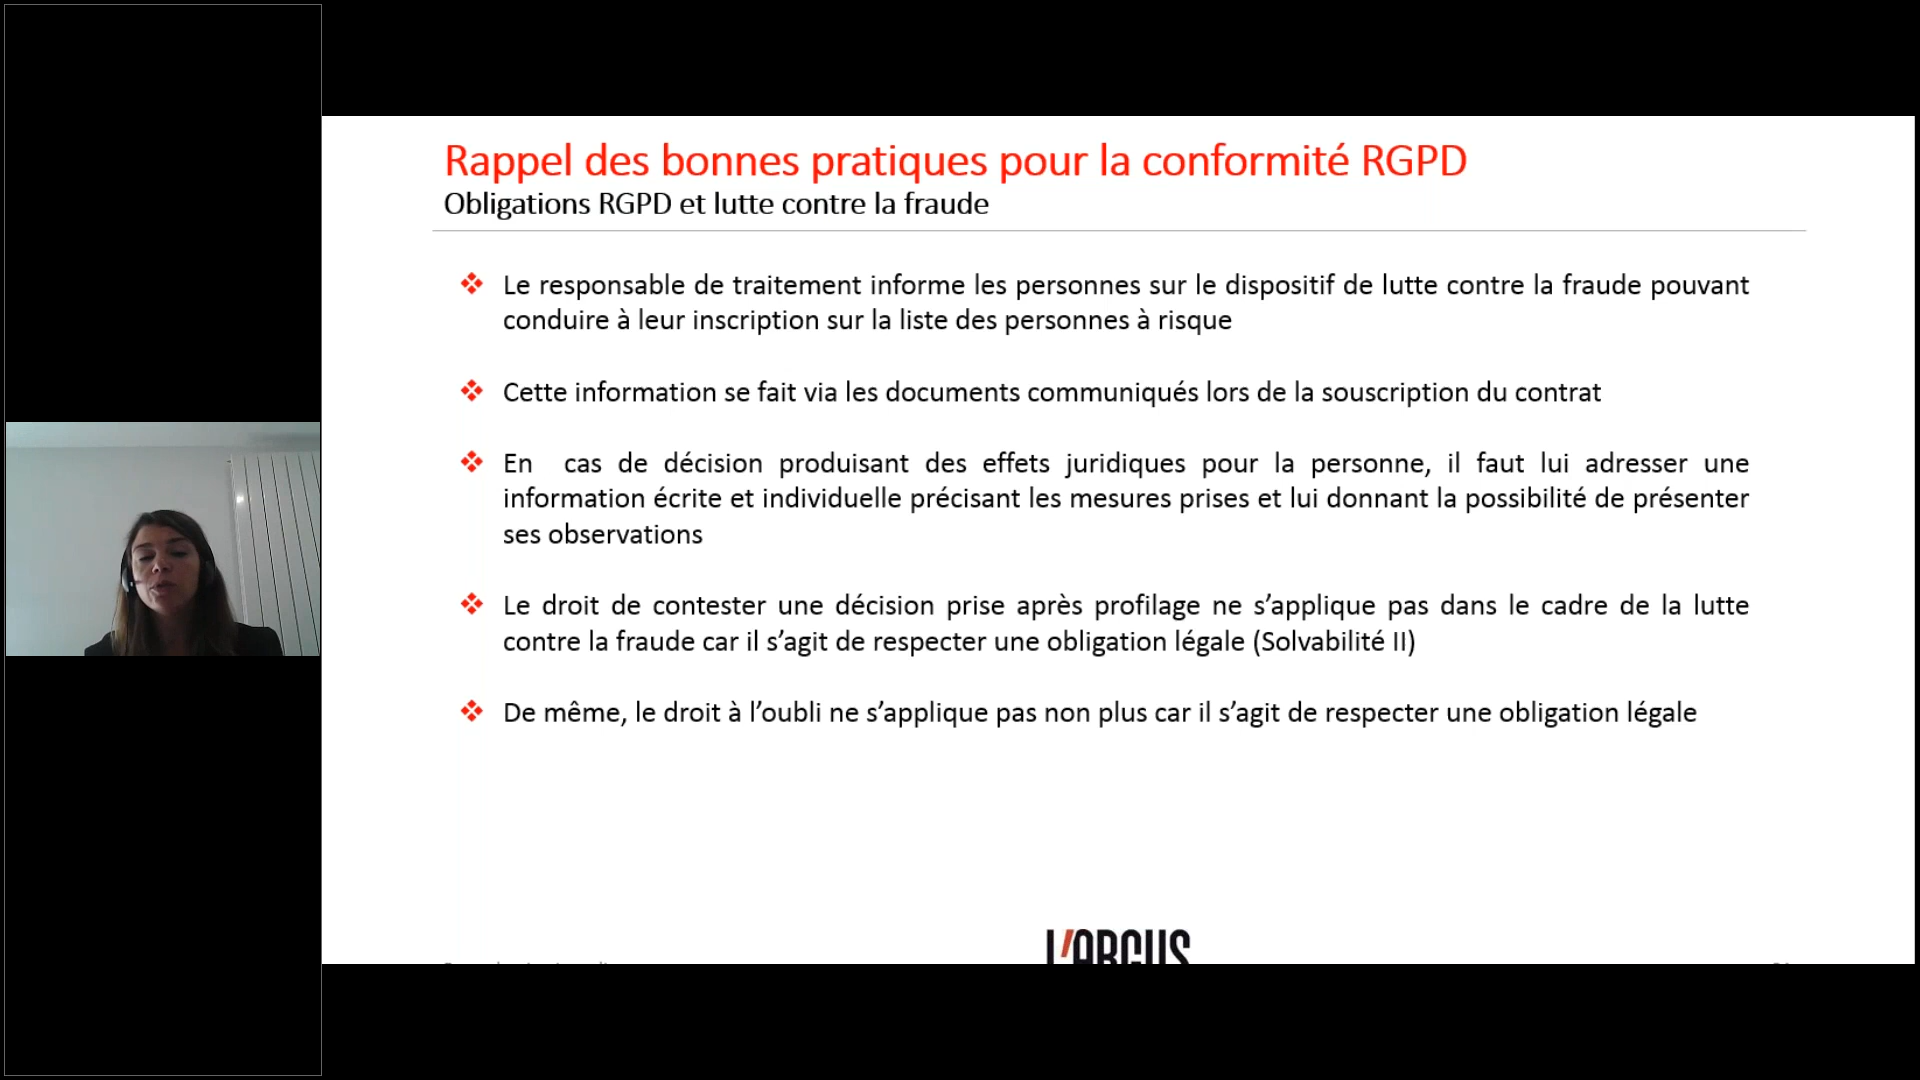 Rappel des bonnes pratiques pour la conformité RGPD
Obligations RGPD et lutte contre la fraude
Le responsable de traitement informe les personnes sur le dispositif de lutte contre la fraude pouvant
conduire à leur inscription sur la liste des personnes à risque
Cette information se fait via les documents communiqués lors de la souscription du contrat
En cas de décision produisant des effets juridiques pour la personne, il faut lui adresser une
information écrite et individuelle précisant les mesures prises et lui donnant la possibilité de présenter
ses observations
Le droit de contester une décision prise après profilage ne s’applique pas dans le cadre de la lutte
contre la fraude car il s’agit de respecter une obligation légale (Solvabilité II)
De même, le droit à l’oubli ne s’applique pas non plus car il s’agit de respecter une obligation légale
L'ARGUS